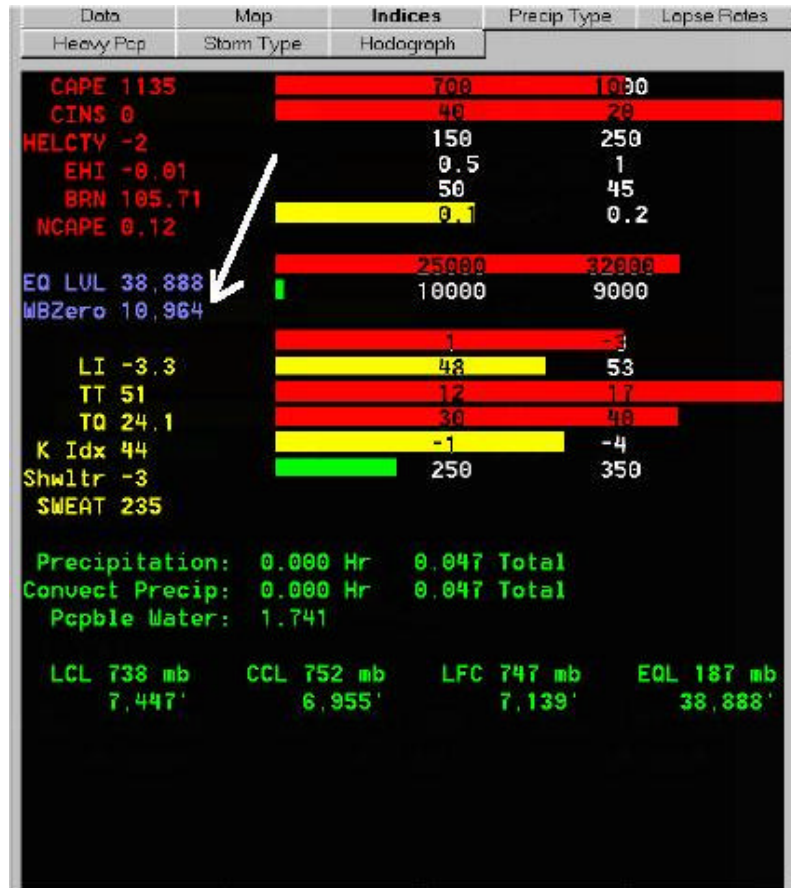 Data Map Indices Precip Type Lapse Rates
Heavy Pcp Storm Type Hodograph
CAPE 1135 700 1000
CINS 0 40 20
HELCTY -2 150 250
EHI -0.01 0.5 1
BRN 105.71 50 45
NCAPE 0.12 0.1 0.2
EQ LVL 38,888 25000 32000
WBZero 10,964 10000 9000
LI -3.3 1 -3
TT 51 48 53
TQ 24.1 12 17
K Idx 44 30 40
Shwltr -3 -1 -4
SWEAT 235 250 350
Precipitation: 0.000 Hr 0.047 Total
Convect Precip: 0.000 Hr 0.047 Total
Pcpble Water: 1.741
LCL 738 mb CCL 752 mb LFC 747 mb EQL 187 mb
7,447' 6,955' 7,139' 38,888'